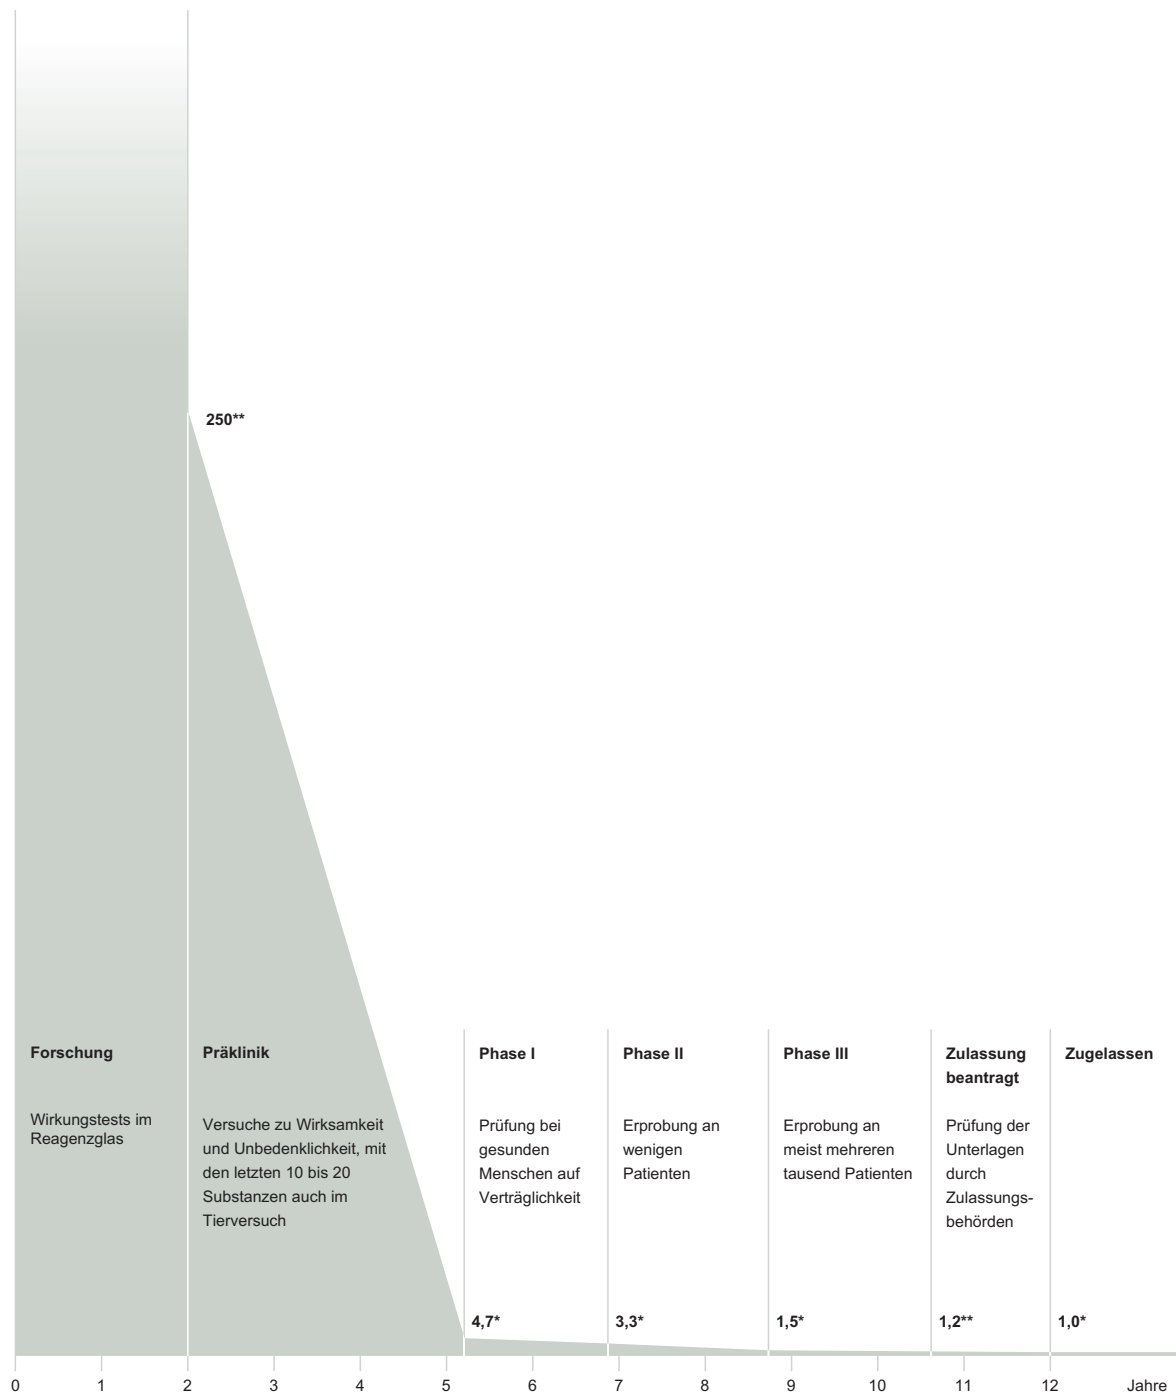 250**
Forschung
Wirkungstests im
Reagenzglas
Präklinik
Versuche zu Wirksamkeit
und Unbedenklichkeit, mit
den letzten 10 bis 20
Substanzen auch im
Tierversuch
Phase I
Prüfung bei
gesunden
Menschen auf
Verträglichkeit
4,7*
Phase II
Erprobung an
wenigen
Patienten
3,3*
Phase III
Erprobung an
meist mehreren
tausend Patienten
1,5*
Zulassung
beantragt
Prüfung der
Unterlagen
durch
Zulassungs-
behörden
1,2**
Zugelassen
1,0*
0 1 2 3 4 5 6 7 8 9 10 11 12 Jahre